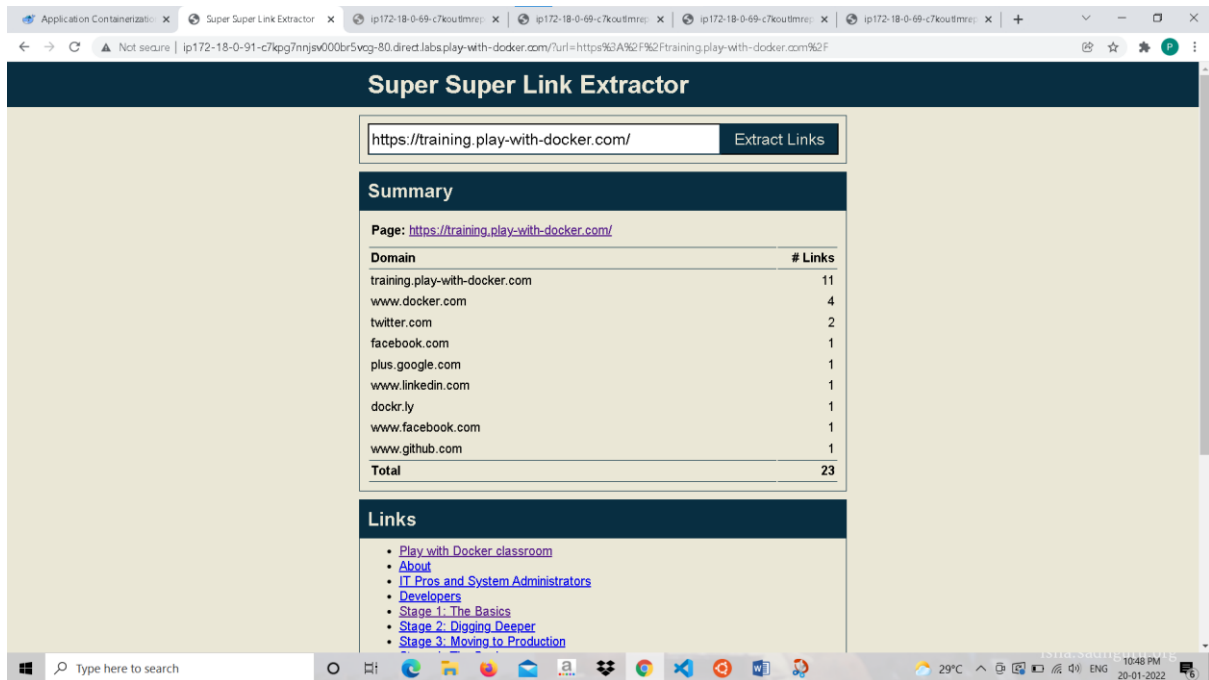 Application Containerizatio
Super Super Link Extractor
ip172-18-0-69-c7koutlmrep
ip172-18-0-69-c7koutlmrep
ip172-18-0-69-c7koutlmrep
ip172-18-0-69-c7koutlmrep
Not secure | ip172-18-0-91-c7kpg7nnjsv000br5vcg-80.direct.labs.play-with-docker.com/?url=https%3A%2F%2Ftraining.play-with-docker.com%2F
P
Super Super Link Extractor
https://training.play-with-docker.com/ Extract Links
Summary
Page: https://training.play-with-docker.com/
Domain # Links
training.play-with-docker.com 11
www.docker.com 4
twitter.com 2
facebook.com 1
plus.google.com 1
www.linkedin.com 1
dockr.ly 1
www.facebook.com 1
www.github.com 1
Total 23
Links
• Play with Docker classroom
• About
• IT Pros and System Administrators
• Developers
• Stage 1: The Basics
• Stage 2: Digging Deeper
• Stage 3: Moving to Production
Type here to search
29°C
ENG
10:48 PM
20-01-2022
6